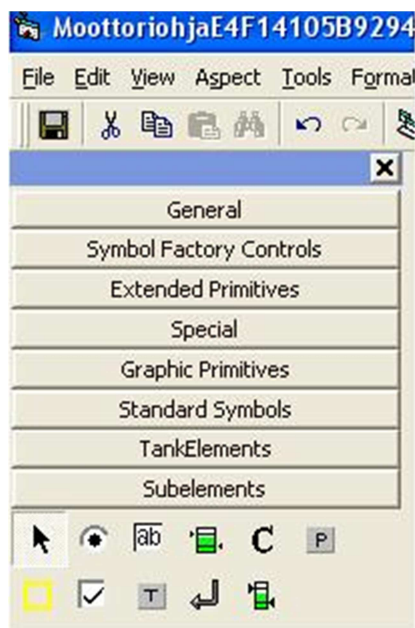 MoottoriohjaE4F14105B9294
File Edit View Aspect Tools Format
General
Symbol Factory Controls
Extended Primitives
Special
Graphic Primitives
Standard Symbols
TankElements
Subelements
ab C P
T